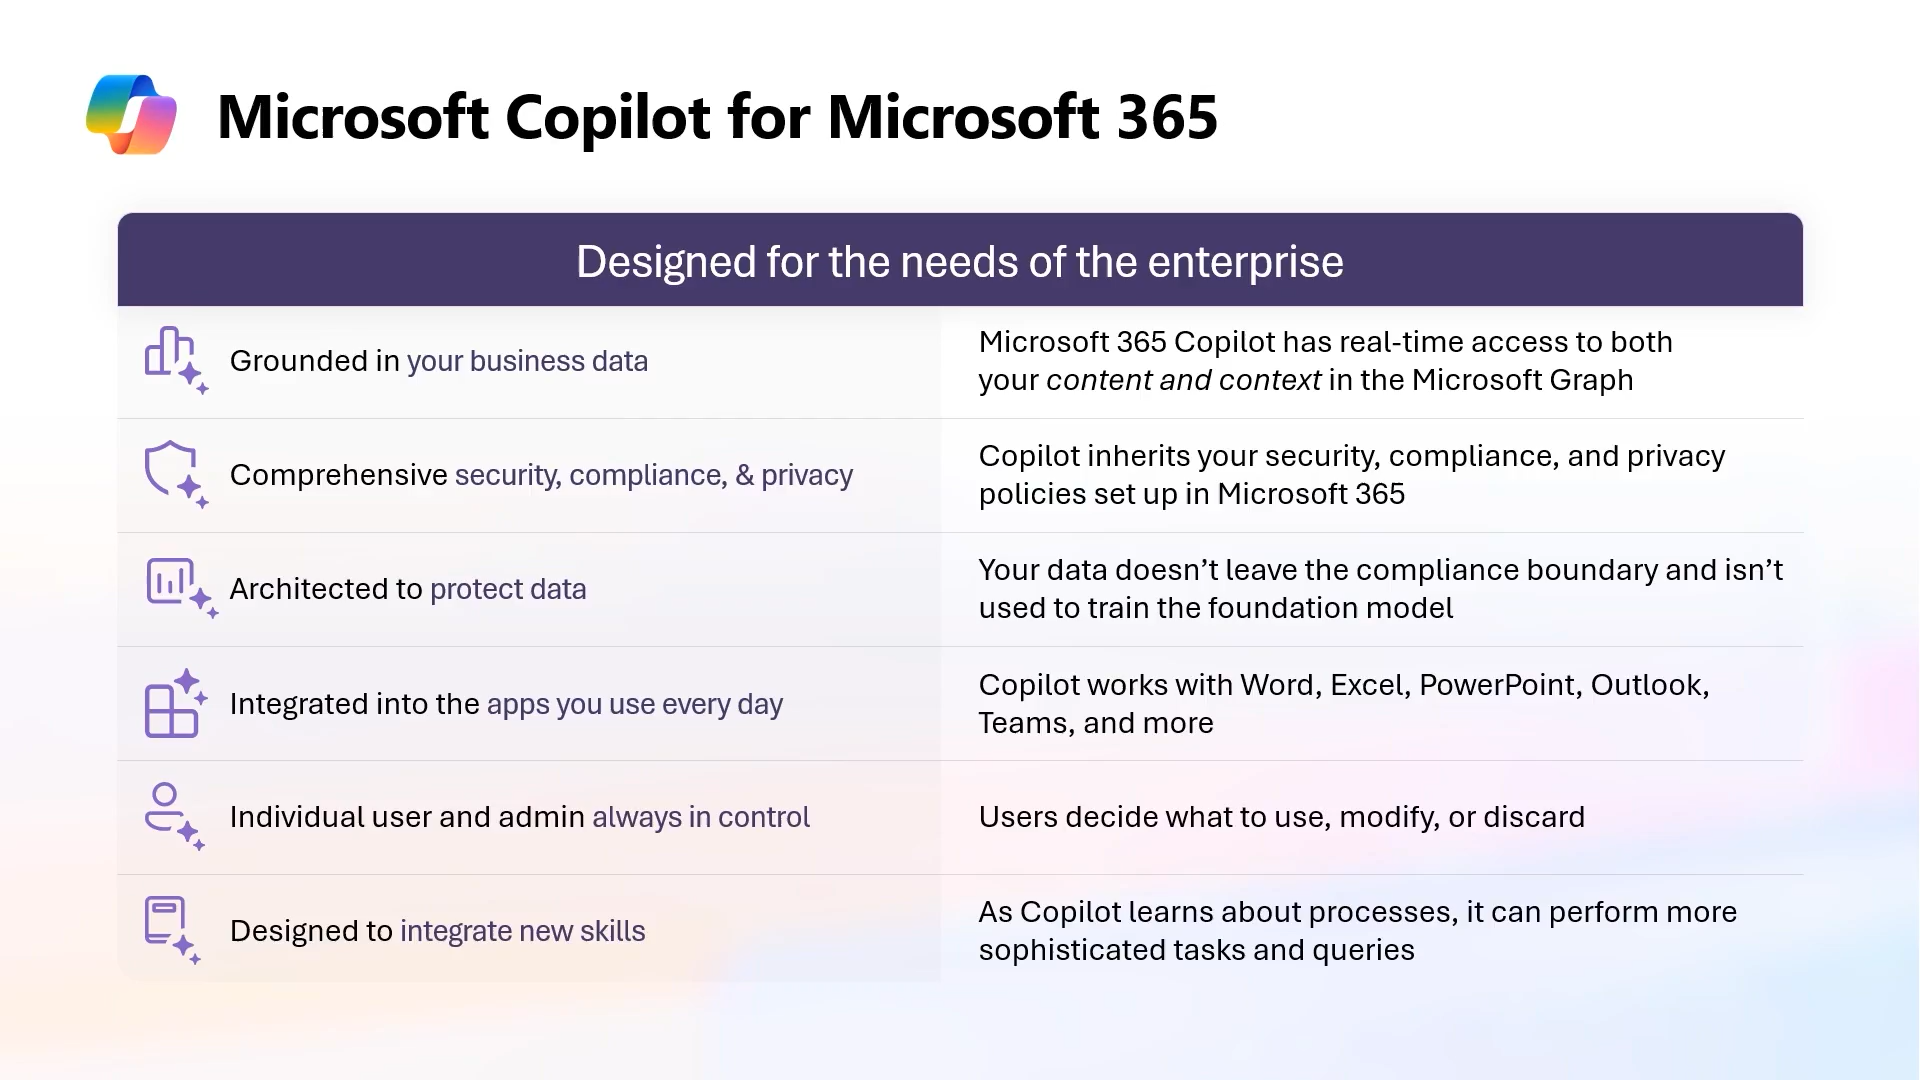 Microsoft Copilot for Microsoft 365
Designed for the needs of the enterprise
Grounded in your business data
Microsoft 365 Copilot has real-time access to both
your content and context in the Microsoft Graph
Comprehensive security, compliance, & privacy
Copilot inherits your security, compliance, and privacy
policies set up in Microsoft 365
Architected to protect data
Your data doesn’t leave the compliance boundary and isn’t
used to train the foundation model
Integrated into the apps you use every day
Copilot works with Word, Excel, PowerPoint, Outlook,
Teams, and more
Individual user and admin always in control
Users decide what to use, modify, or discard
Designed to integrate new skills
As Copilot learns about processes, it can perform more
sophisticated tasks and queries